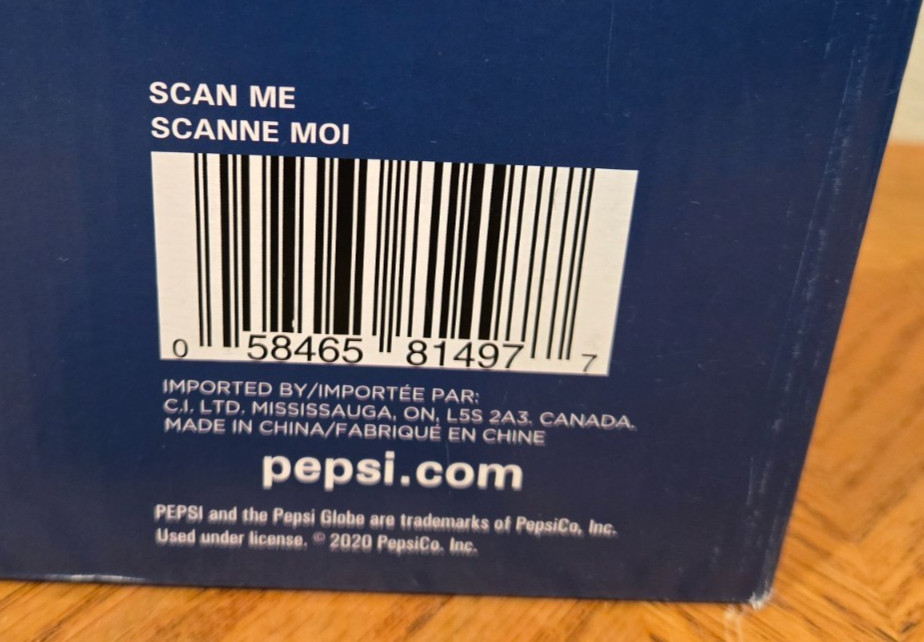 SCAN ME
SCANNE MOI
0 58465 81497 7
IMPORTED BY/IMPORTÉE PAR:
C.I. LTD. MISSISSAUGA, ON, L5S 2A3. CANADA.
MADE IN CHINA/FABRIQUÉ EN CHINE
pepsi.com
PEPSI and the Pepsi Globe are trademarks of PepsiCo, Inc.
Used under license. © 2020 PepsiCo, Inc.